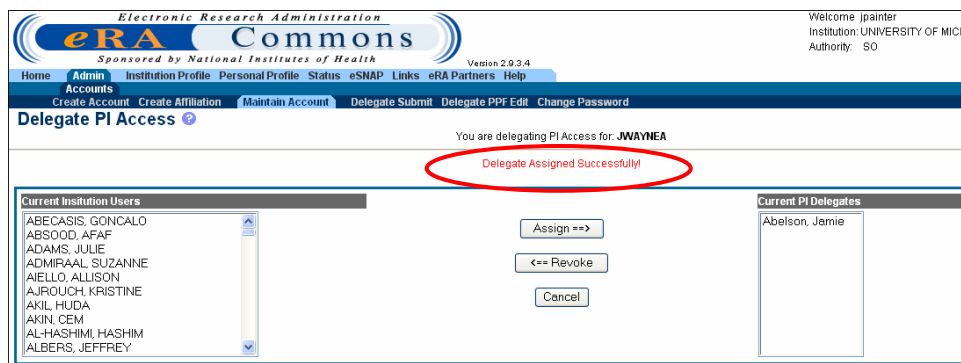 Electronic Research Administration
eRA Commons
Sponsored by National Institutes of Health
Version 2.9.3.4
Welcome jpainter
Institution: UNIVERSITY OF MIC
Authority: SO
Home Admin Institution Profile Personal Profile Status eSNAP Links eRA Partners Help
Accounts
Create Account Create Affiliation Maintain Account Delegate Submit Delegate PPF Edit Change Password
Delegate PI Access ?
You are delegating PI Access for: JWAYNEA
Delegate Assigned Successfully!
Current Insitution Users
ABECASIS, GONCALO
ABSOOD, AFAF
ADAMS, JULIE
ADMIRAAL, SUZANNE
AIELLO, ALLISON
AJROUCH, KRISTINE
AKIL, HUDA
AKIN, CEM
AL-HASHIMI, HASHIM
ALBERS, JEFFREY
Assign ==>
<== Revoke
Cancel
Current PI Delegates
Abelson, Jamie